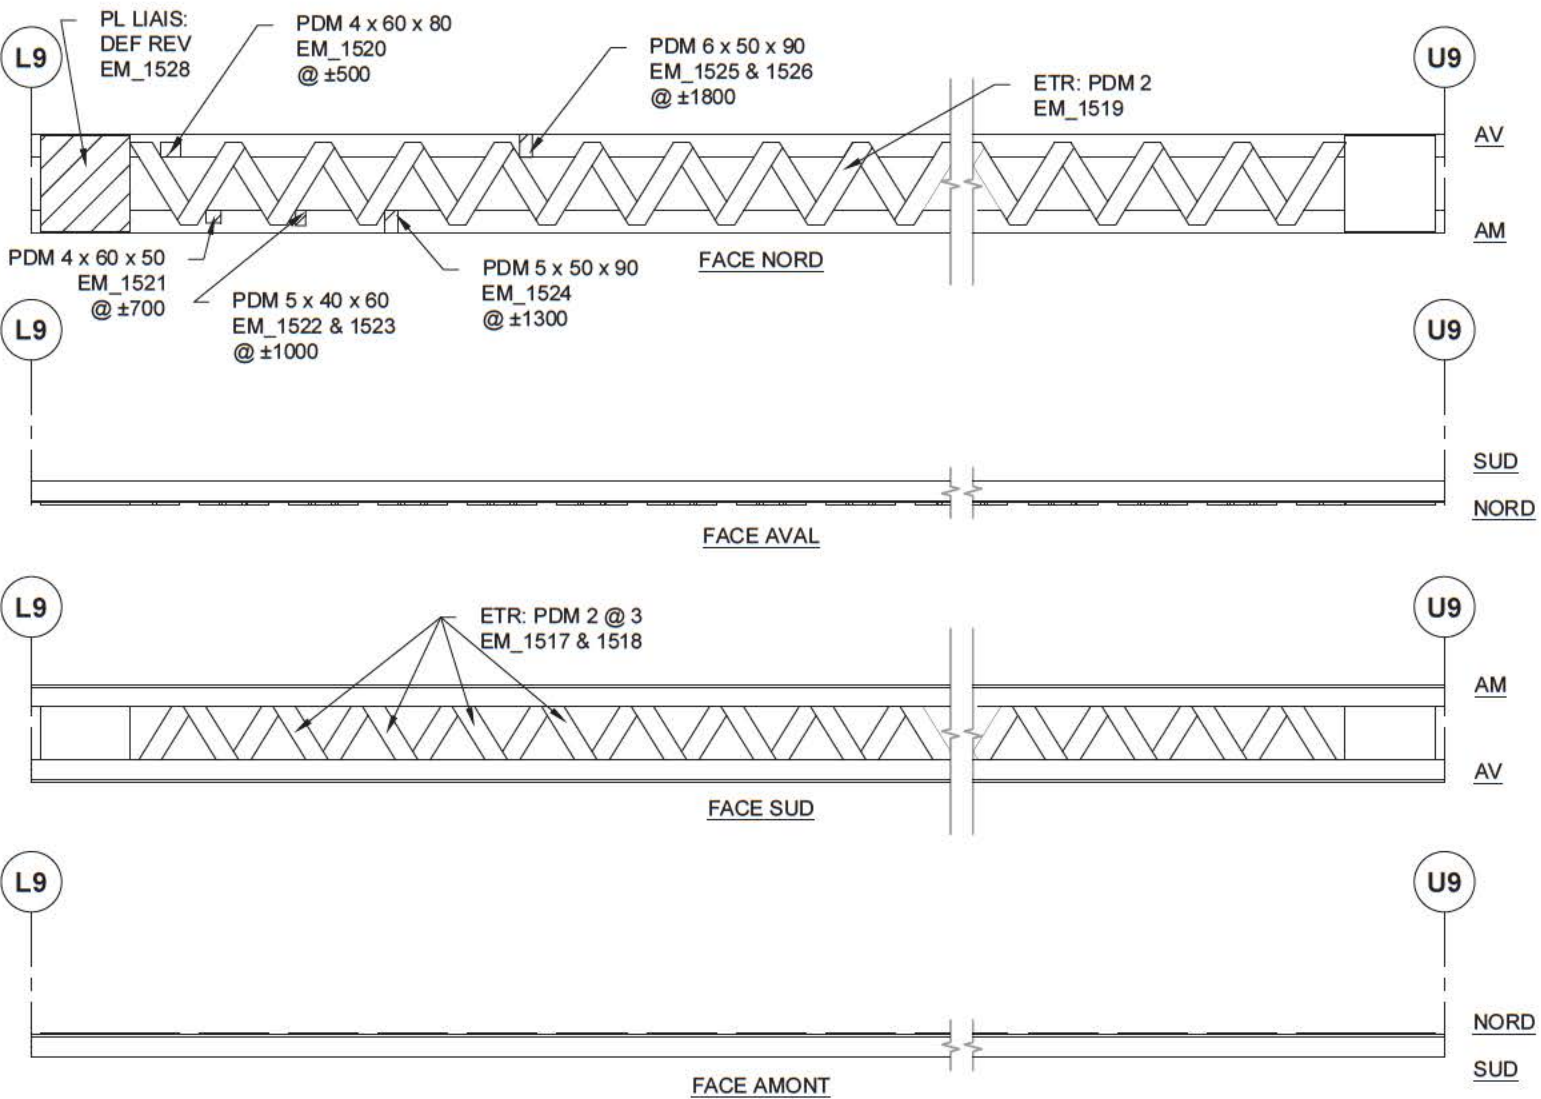 L9
PL LIAIS:
DEF REV
EM_1528
PDM 4 x 60 x 80
EM_1520
@ ±500
PDM 6 x 50 x 90
EM_1525 & 1526
@ ±1800
ETR: PDM 2
EM_1519
U9
AV
AM
FACE NORD
PDM 4 x 60 x 50
EM_1521
@ ±700
PDM 5 x 40 x 60
EM_1522 & 1523
@ ±1000
PDM 5 x 50 x 90
EM_1524
@ ±1300
L9
U9
SUD
NORD
FACE AVAL
L9
ETR: PDM 2 @ 3
EM_1517 & 1518
U9
AM
AV
FACE SUD
L9
U9
NORD
SUD
FACE AMONT